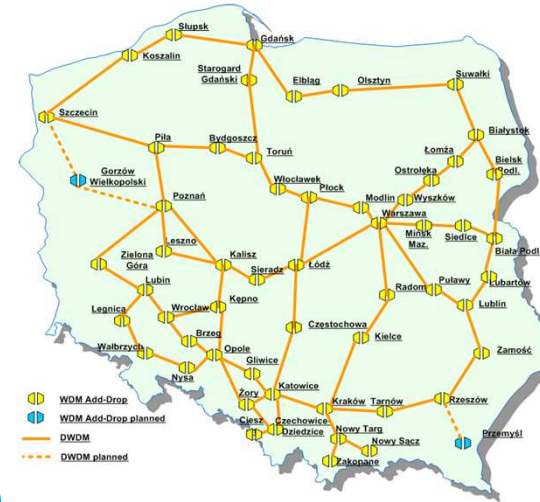 Słupsk
Gdańsk
Koszalin
Starogard
Gdański
Elbląg
Olsztyn
Suwałki
Szczecin
Piła
Bydgoszcz
Toruń
Białystok
Łomża
Bielsk
Podl.
Ostrołęka
Gorzów
Wielkopolski
Włocławek
Płock
Modlin
Wyszków
Poznań
Warszawa
Mińsk
Maz.
Siedlce
Biała Podl.
Leszno
Zielona
Góra
Kalisz
Sieradz
Łódź
Radom
Puławy
Lubartów
Lublin
Lubin
Legnica
Wrocław
Kępno
Częstochowa
Kielce
Brzeg
Opole
Zamość
Wałbrzych
Nysa
Gliwice
Katowice
Kraków
Tarnów
Rzeszów
Żory
Ciesz
Czechowice
Dziedzice
Nowy Targ
Nowy Sącz
Zakopane
Przemyśl
WDM Add-Drop
WDM Add-Drop planned
DWDM
DWDM planned